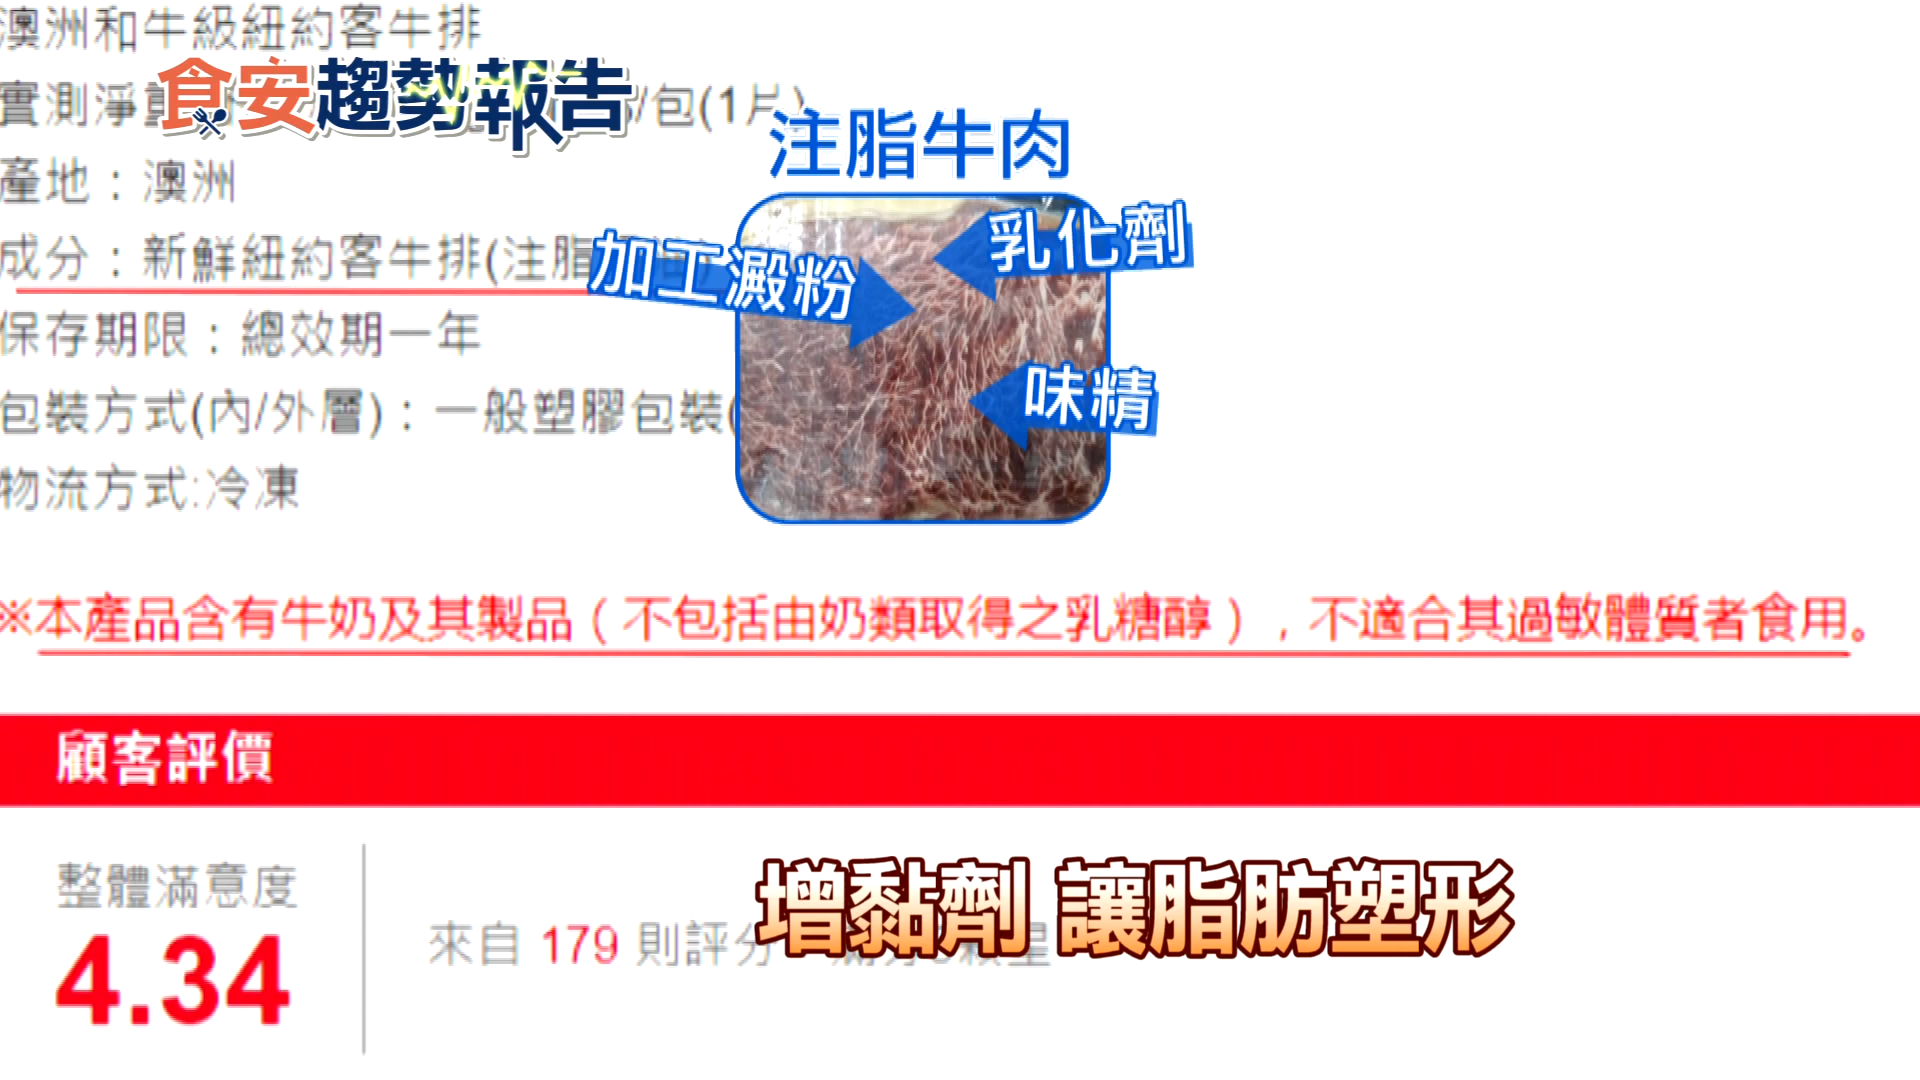 澳洲和牛級紐約客牛排
食安趨勢報告
實測淨重
/包(1片)
注脂牛肉
產地：澳洲
乳化劑
成分：新鮮紐約客牛排(注脂
加工澱粉
保存期限：總效期一年
味精
包裝方式(內/外層)：一般塑膠包裝(
物流方式:冷凍
※本產品含有牛奶及其製品（不包括由奶類取得之乳糖醇），不適合其過敏體質者食用。
顧客評價
整體滿意度
4.34
來自 179 則評分
增黏劑 讓脂肪塑形